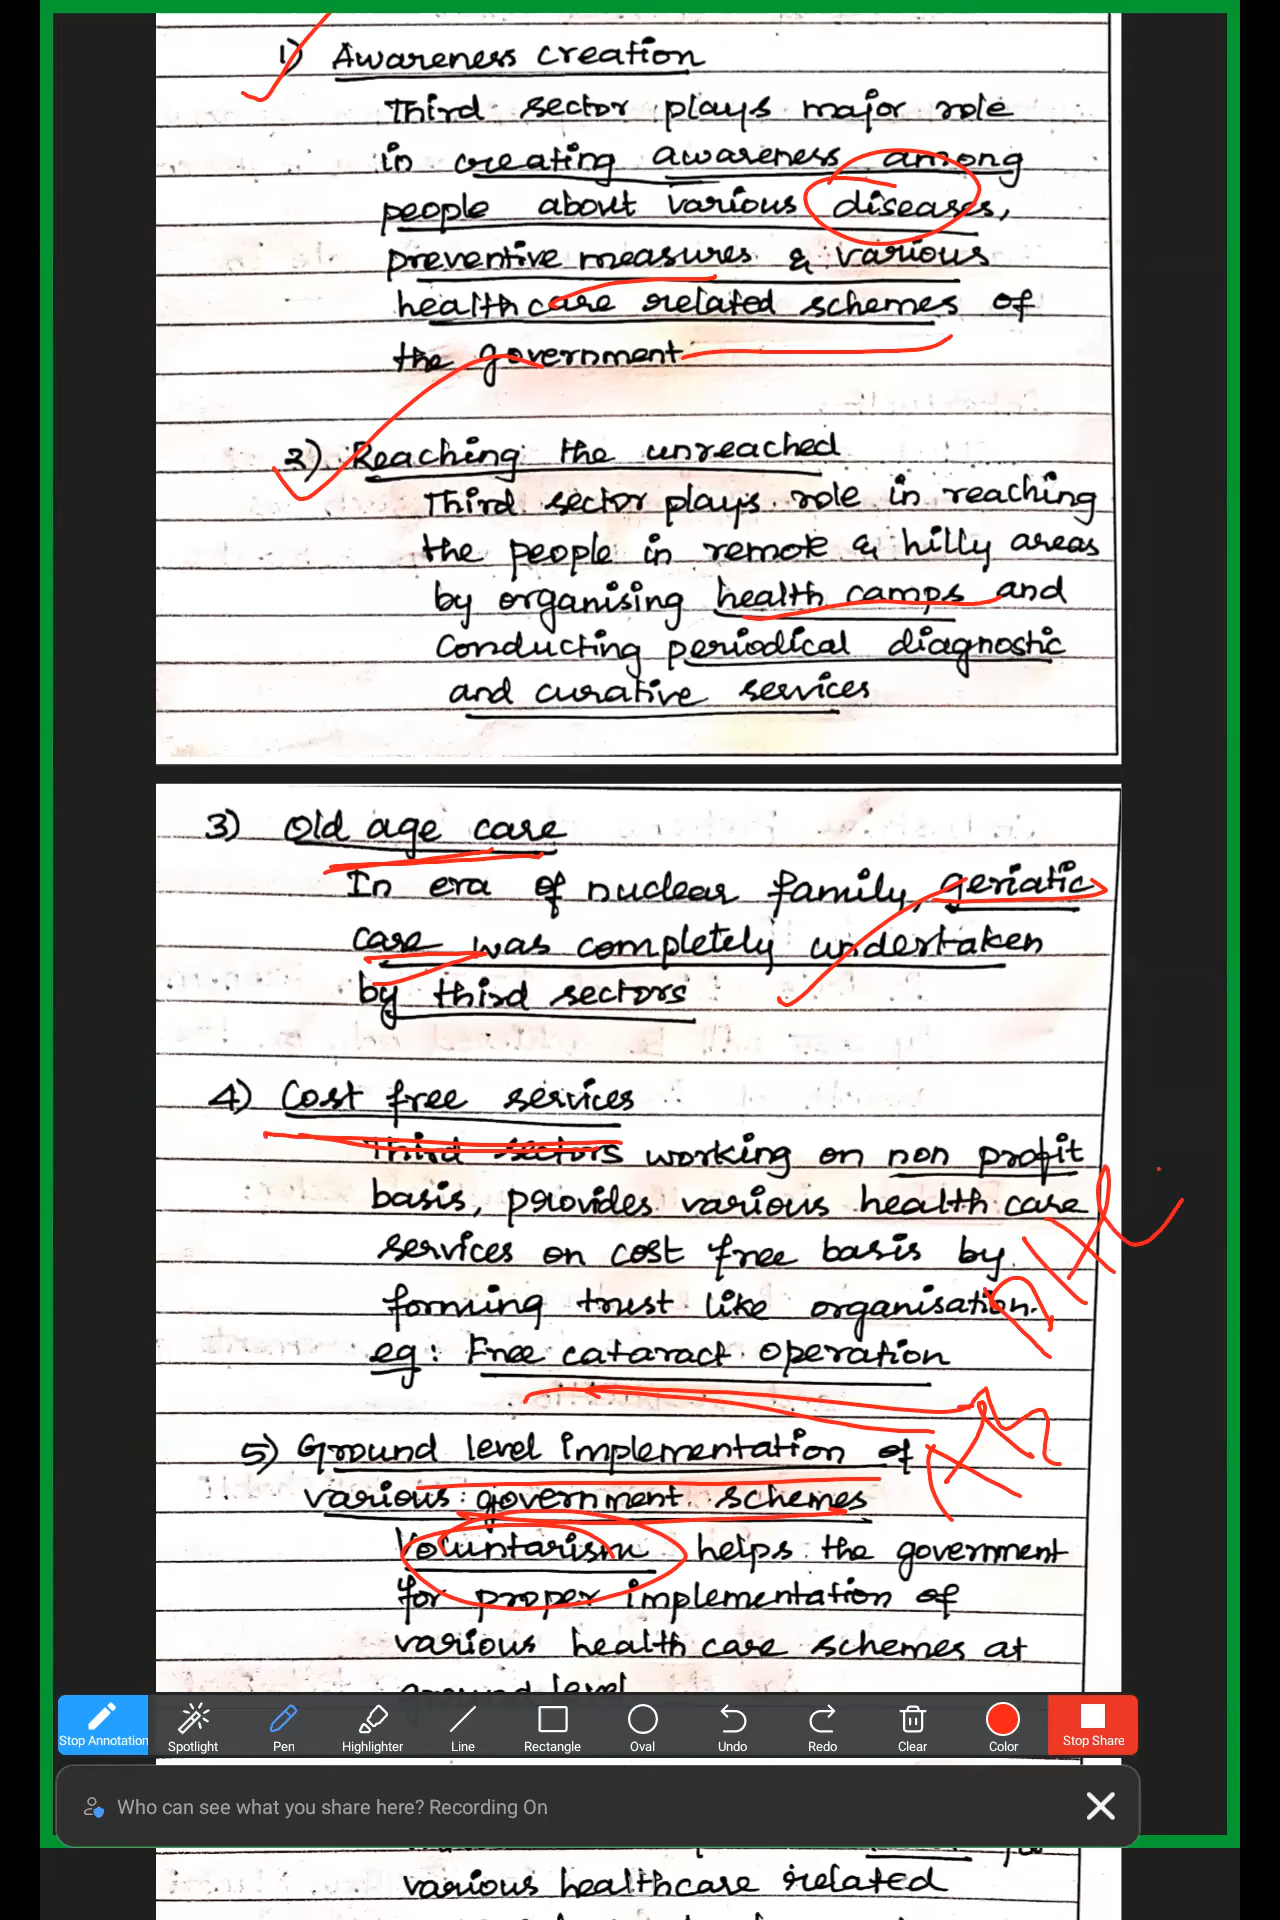 1) Awareness creation
Third sector plays major role
in creating awareness among
people about various diseases,
preventive measures & various
health care related schemes of
the government
2) Reaching the unreached
Third sector plays role in reaching
the people in remote & hilly areas
by organising health camps and
conducting periodical diagnostic
and curative services
3) Old age care
In era of nuclear family, geriatic
care was completely undertaken
by third sectors
4) Cost free services
Third sectors working on non profit
basis, provides various health care
services on cost free basis by
forming trust like organisation.
eg: Free cataract operation
5) Ground level implementation of
various government schemes
Voluntarism helps the government
for proper implementation of
various health care schemes at
ground level
Stop Annotation Spotlight Pen Highlighter Line Rectangle Oval Undo Redo Clear Color Stop Share
Who can see what you share here? Recording On
various healthcare related